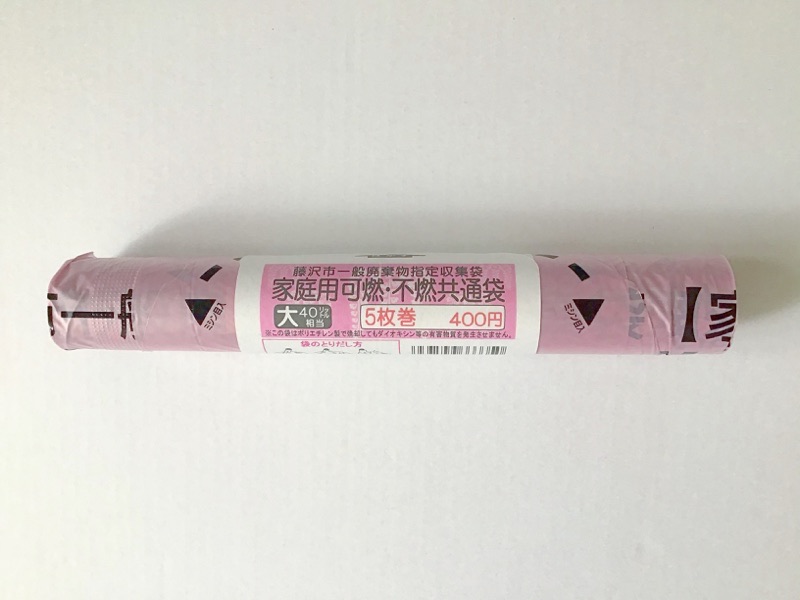 藤沢市一般廃棄物指定収集袋
家庭用可燃・不燃共通袋
大 40㍑相当 5枚巻 400円
※この袋はポリエチレン製で焼却してもダイオキシン等の有害物質を発生させません。
袋のとりだし方
ミシン目入
ミシン目入